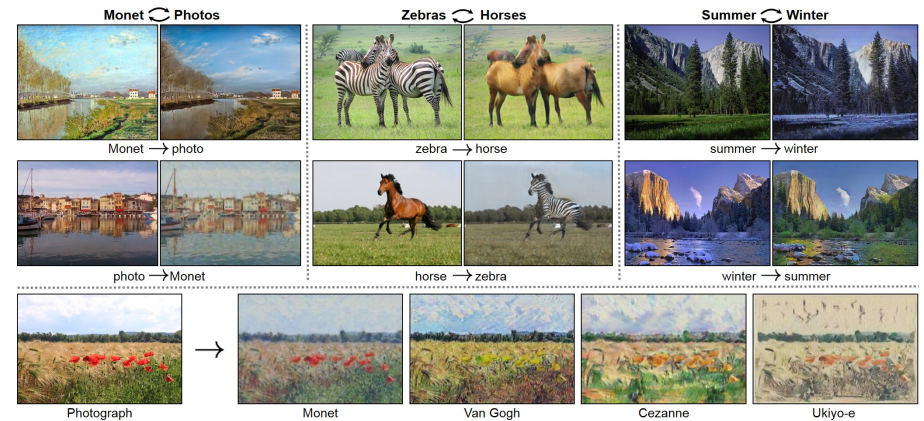 Monet Photos
Zebras Horses
Summer Winter
Monet → photo
zebra → horse
summer → winter
photo → Monet
horse → zebra
winter → summer
Photograph
Monet
Van Gogh
Cezanne
Ukiyo-e